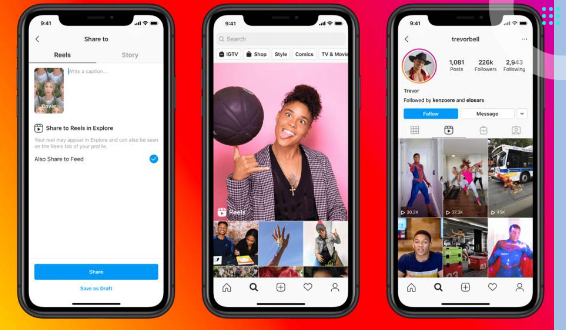 9:41
Share to
Reels
Story
Write a caption...
Cover
Share to Reels in Explore
Your reel may appear in Explore and can also be seen
on the Reels tab of your profile.
Also Share to Feed
Share
Save as Draft
9:41
Search
IGTV
Shop
Style
Comics
TV & Movie
Reels
9:41
trevorbell
1,081
226k
2,943
Posts
Followers
Following
Trevor
Followed by kenzoere and eloears
Follow
Message
37.3K
45K